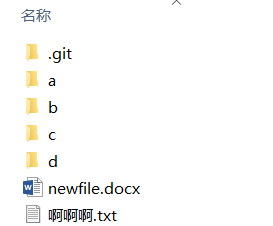 名称
.git
a
b
c
d
newfile.docx
啊啊啊.txt